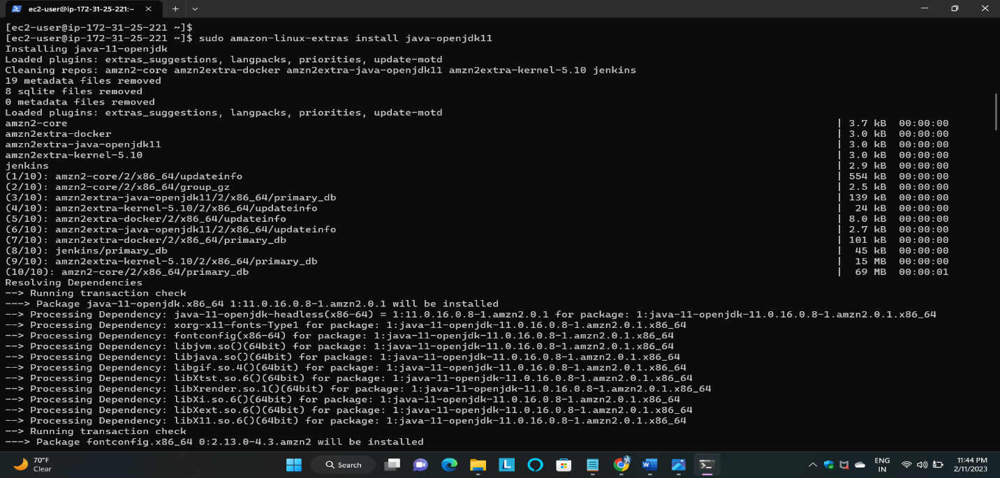 ec2-user@ip-172-31-25-221:~
[ec2-user@ip-172-31-25-221 ~]$
[ec2-user@ip-172-31-25-221 ~]$ sudo amazon-linux-extras install java-openjdk11
Installing java-11-openjdk
Loaded plugins: extras_suggestions, langpacks, priorities, update-motd
Cleaning repos: amzn2-core amzn2extra-docker amzn2extra-java-openjdk11 amzn2extra-kernel-5.10 jenkins
19 metadata files removed
8 sqlite files removed
0 metadata files removed
Loaded plugins: extras_suggestions, langpacks, priorities, update-motd
amzn2-core | 3.7 kB 00:00:00
amzn2extra-docker | 3.0 kB 00:00:00
amzn2extra-java-openjdk11 | 3.0 kB 00:00:00
amzn2extra-kernel-5.10 | 3.0 kB 00:00:00
jenkins | 2.9 kB 00:00:00
(1/10): amzn2-core/2/x86_64/updateinfo | 554 kB 00:00:00
(2/10): amzn2-core/2/x86_64/group_gz | 2.5 kB 00:00:00
(3/10): amzn2extra-java-openjdk11/2/x86_64/primary_db | 139 kB 00:00:00
(4/10): amzn2extra-kernel-5.10/2/x86_64/updateinfo | 24 kB 00:00:00
(5/10): amzn2extra-docker/2/x86_64/updateinfo | 8.0 kB 00:00:00
(6/10): amzn2extra-java-openjdk11/2/x86_64/updateinfo | 2.7 kB 00:00:00
(7/10): amzn2extra-docker/2/x86_64/primary_db | 101 kB 00:00:00
(8/10): jenkins/primary_db | 45 kB 00:00:00
(9/10): amzn2extra-kernel-5.10/2/x86_64/primary_db | 15 MB 00:00:00
(10/10): amzn2-core/2/x86_64/primary_db | 69 MB 00:00:01
Resolving Dependencies
--> Running transaction check
---> Package java-11-openjdk.x86_64 1:11.0.16.0.8-1.amzn2.0.1 will be installed
--> Processing Dependency: java-11-openjdk-headless(x86-64) = 1:11.0.16.0.8-1.amzn2.0.1 for package: 1:java-11-openjdk-11.0.16.0.8-1.amzn2.0.1.x86_64
--> Processing Dependency: xorg-x11-fonts-Type1 for package: 1:java-11-openjdk-11.0.16.0.8-1.amzn2.0.1.x86_64
--> Processing Dependency: fontconfig(x86-64) for package: 1:java-11-openjdk-11.0.16.0.8-1.amzn2.0.1.x86_64
--> Processing Dependency: libjvm.so()(64bit) for package: 1:java-11-openjdk-11.0.16.0.8-1.amzn2.0.1.x86_64
--> Processing Dependency: libjava.so()(64bit) for package: 1:java-11-openjdk-11.0.16.0.8-1.amzn2.0.1.x86_64
--> Processing Dependency: libgif.so.4()(64bit) for package: 1:java-11-openjdk-11.0.16.0.8-1.amzn2.0.1.x86_64
--> Processing Dependency: libXtst.so.6()(64bit) for package: 1:java-11-openjdk-11.0.16.0.8-1.amzn2.0.1.x86_64
--> Processing Dependency: libXrender.so.1()(64bit) for package: 1:java-11-openjdk-11.0.16.0.8-1.amzn2.0.1.x86_64
--> Processing Dependency: libXi.so.6()(64bit) for package: 1:java-11-openjdk-11.0.16.0.8-1.amzn2.0.1.x86_64
--> Processing Dependency: libXext.so.6()(64bit) for package: 1:java-11-openjdk-11.0.16.0.8-1.amzn2.0.1.x86_64
--> Processing Dependency: libX11.so.6()(64bit) for package: 1:java-11-openjdk-11.0.16.0.8-1.amzn2.0.1.x86_64
--> Running transaction check
---> Package fontconfig.x86_64 0:2.13.0-4.3.amzn2 will be installed
70°F
Clear
Search
ENG
IN
11:44 PM
2/11/2023